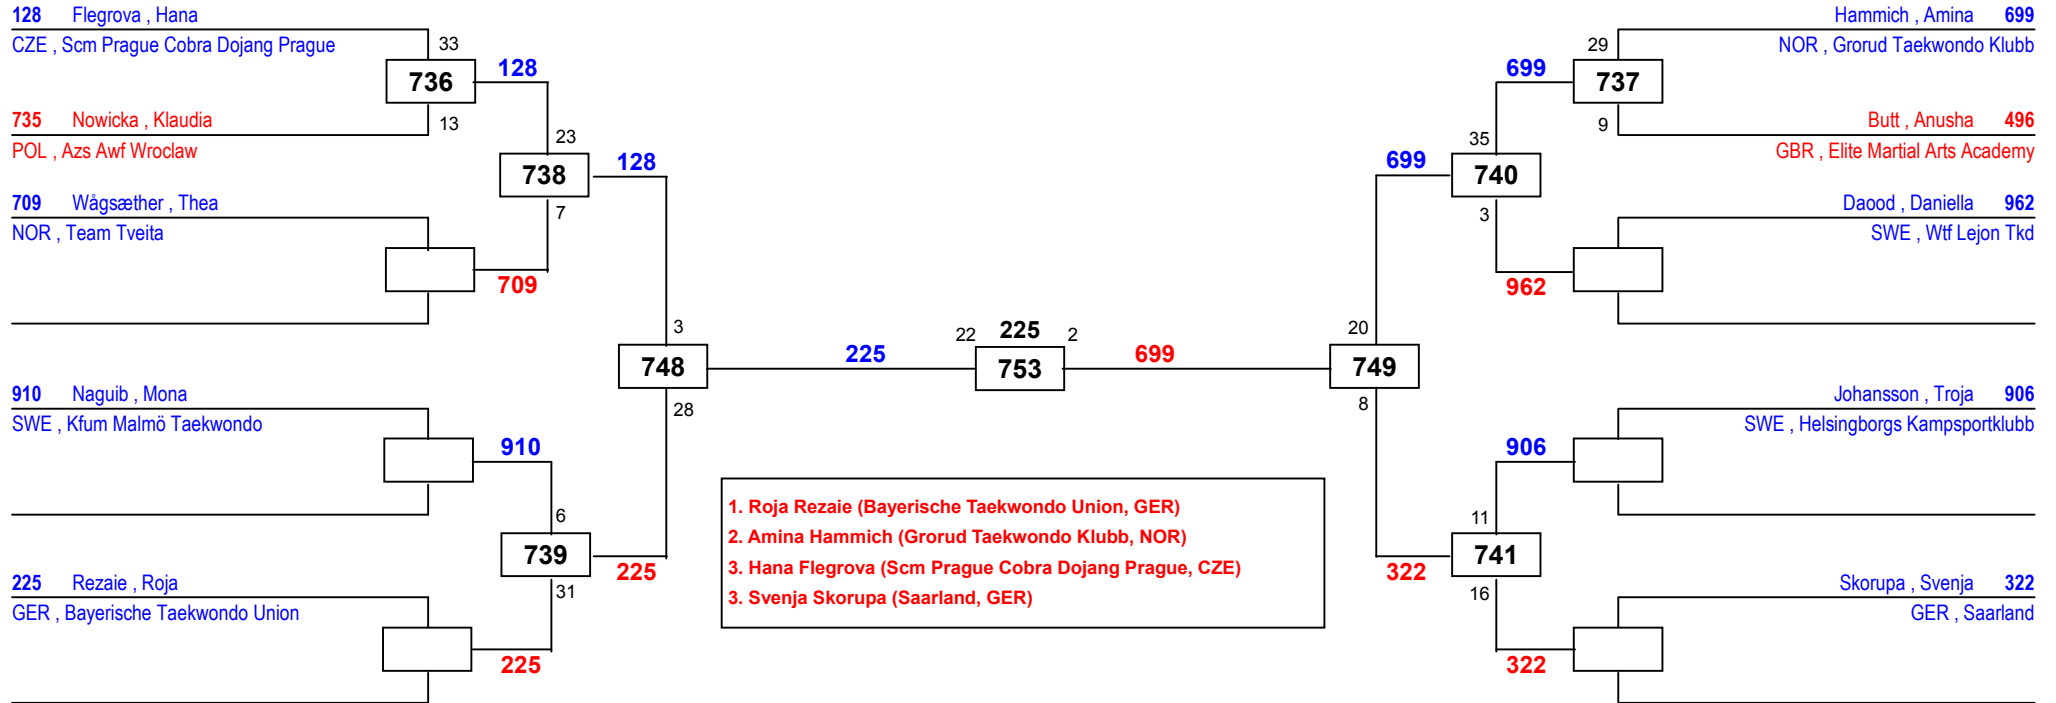 128 Flegrova , Hana
CZE , Scm Prague Cobra Dojang Prague
33
736
128
735 Nowicka , Klaudia
13
POL , Azs Awf Wroclaw
23
738
128
709 Wågsæther , Thea
7
NOR , Team Tveita
709
3
748
28
910 Naguib , Mona
SWE , Kfum Malmö Taekwondo
910
6
739
225
31
225 Rezaie , Roja
GER , Bayerische Taekwondo Union
225
225
22
225
2
753
699
1. Roja Rezaie (Bayerische Taekwondo Union, GER)
2. Amina Hammich (Grorud Taekwondo Klubb, NOR)
3. Hana Flegrova (Scm Prague Cobra Dojang Prague, CZE)
3. Svenja Skorupa (Saarland, GER)
Hammich , Amina 699
NOR , Grorud Taekwondo Klubb
29
699
737
9
Butt , Anusha 496
GBR , Elite Martial Arts Academy
35
699
740
3
Daood , Daniella 962
SWE , Wtf Lejon Tkd
962
20
749
8
Johansson , Troja 906
SWE , Helsingborgs Kampsportklubb
906
11
741
322
16
Skorupa , Svenja 322
GER , Saarland
322